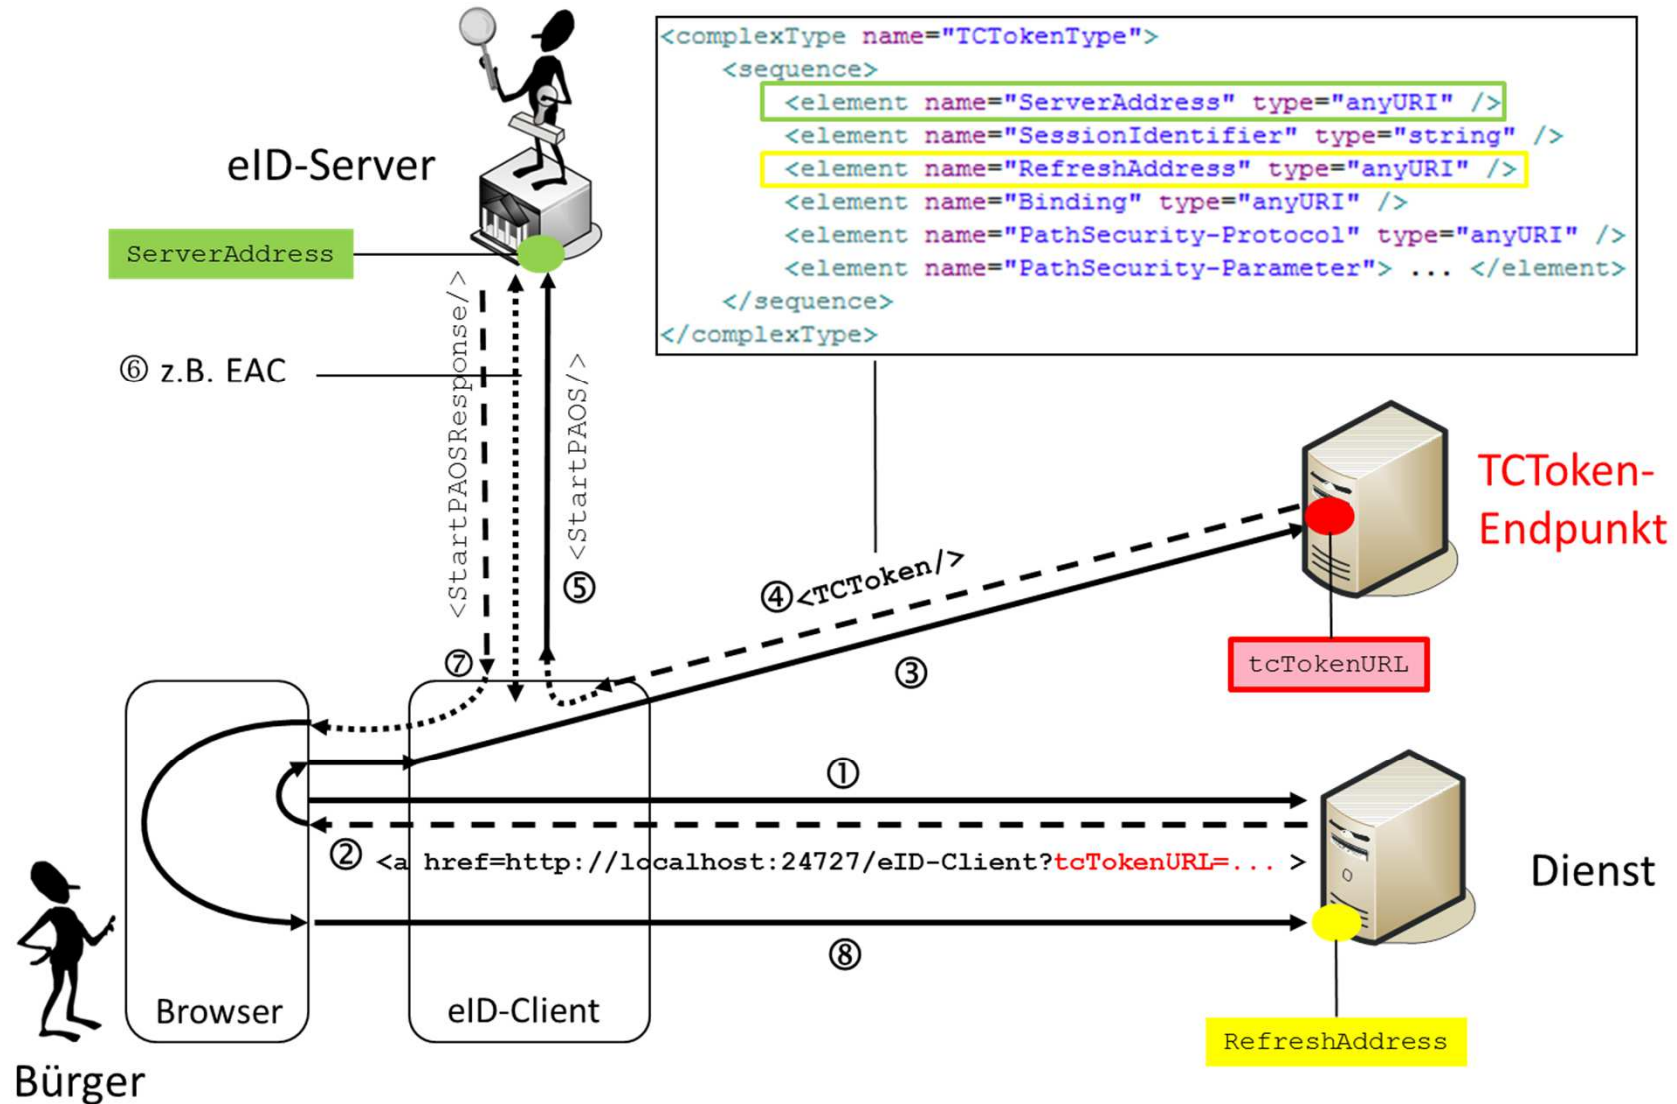 <complexType name="TCTokenType">
<sequence>
<element name="ServerAddress" type="anyURI" />
<element name="SessionIdentifier" type="string" />
<element name="RefreshAddress" type="anyURI" />
<element name="Binding" type="anyURI" />
<element name="PathSecurity-Protocol" type="anyURI" />
<element name="PathSecurity-Parameter"> ... </element>
</sequence>
</complexType>
eID-Server
ServerAddress
⑥ z.B. EAC
<StartPAOSResponse/>
<StartPAOS/>
⑤
⑦
④<TCToken/>
③
TCToken-
Endpunkt
tcTokenURL
①
② <a href=http://localhost:24727/eID-Client?tcTokenURL=... >
Dienst
⑧
Browser
eID-Client
RefreshAddress
Bürger